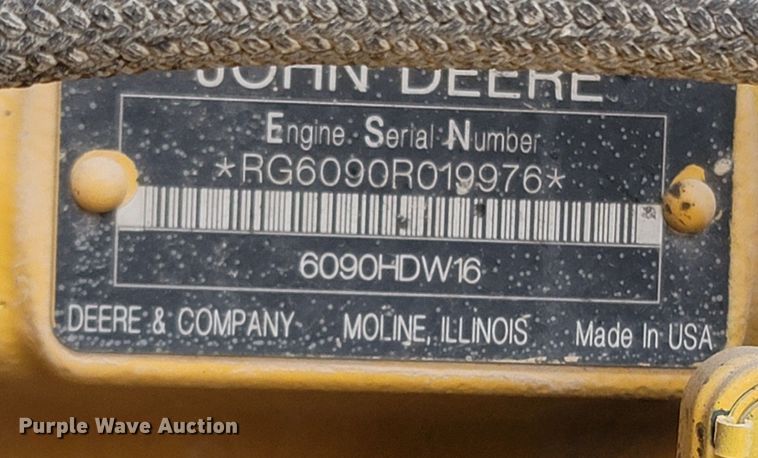 JOHN DEERE
Engine Serial Number
*RG6090R019976*
6090HDW16
DEERE & COMPANY MOLINE, ILLINOIS Made In USA
Purple Wave Auction